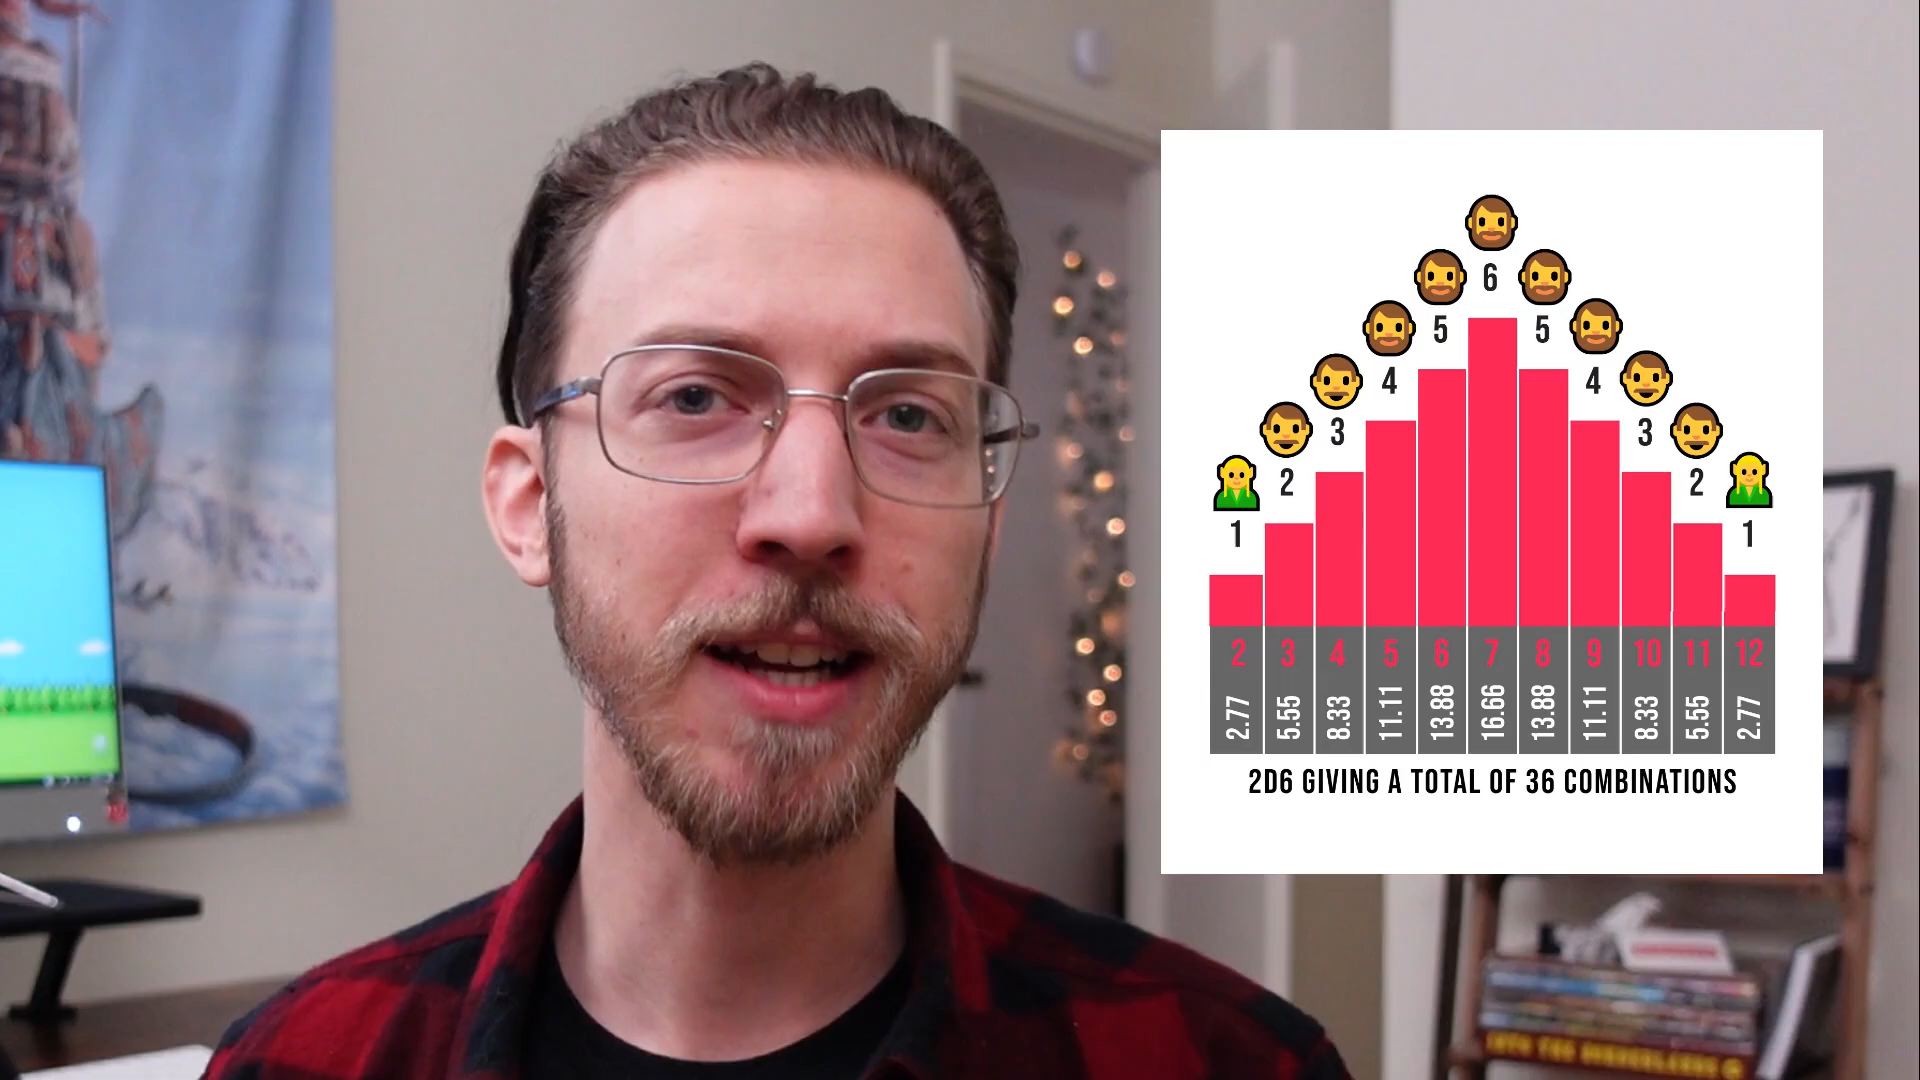 6
5 5
4 4
3 3
2 2
1 1
2 3 4 5 6 7 8 9 10 11 12
2.77 5.55 8.33 11.11 13.88 16.66 13.88 11.11 8.33 5.55 2.77
2D6 GIVING A TOTAL OF 36 COMBINATIONS